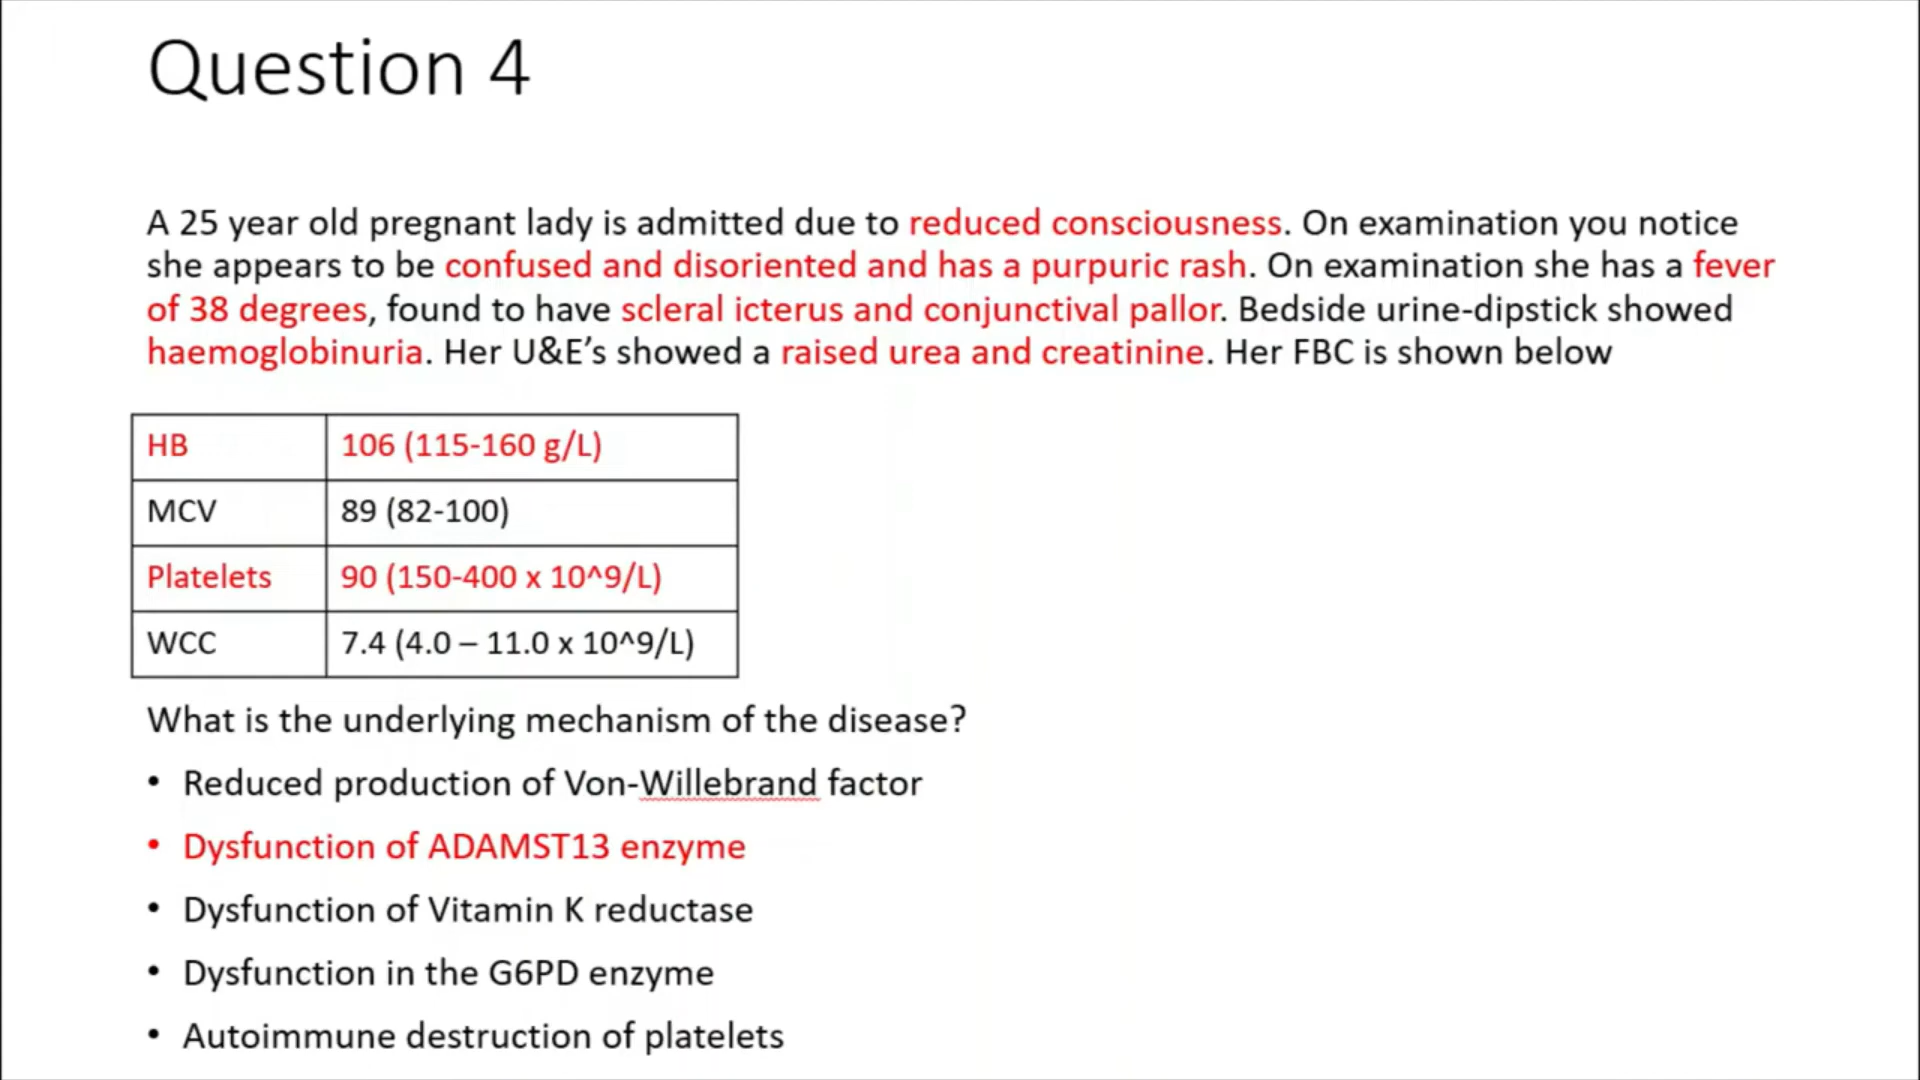 Question 4
A 25 year old pregnant lady is admitted due to reduced consciousness. On examination you notice
she appears to be confused and disoriented and has a purpuric rash. On examination she has a fever
of 38 degrees, found to have scleral icterus and conjunctival pallor. Bedside urine-dipstick showed
haemoglobinuria. Her U&E’s showed a raised urea and creatinine. Her FBC is shown below
HB 106 (115-160 g/L)
MCV 89 (82-100)
Platelets 90 (150-400 x 10^9/L)
WCC 7.4 (4.0 – 11.0 x 10^9/L)
What is the underlying mechanism of the disease?
• Reduced production of Von-Willebrand factor
• Dysfunction of ADAMST13 enzyme
• Dysfunction of Vitamin K reductase
• Dysfunction in the G6PD enzyme
• Autoimmune destruction of platelets